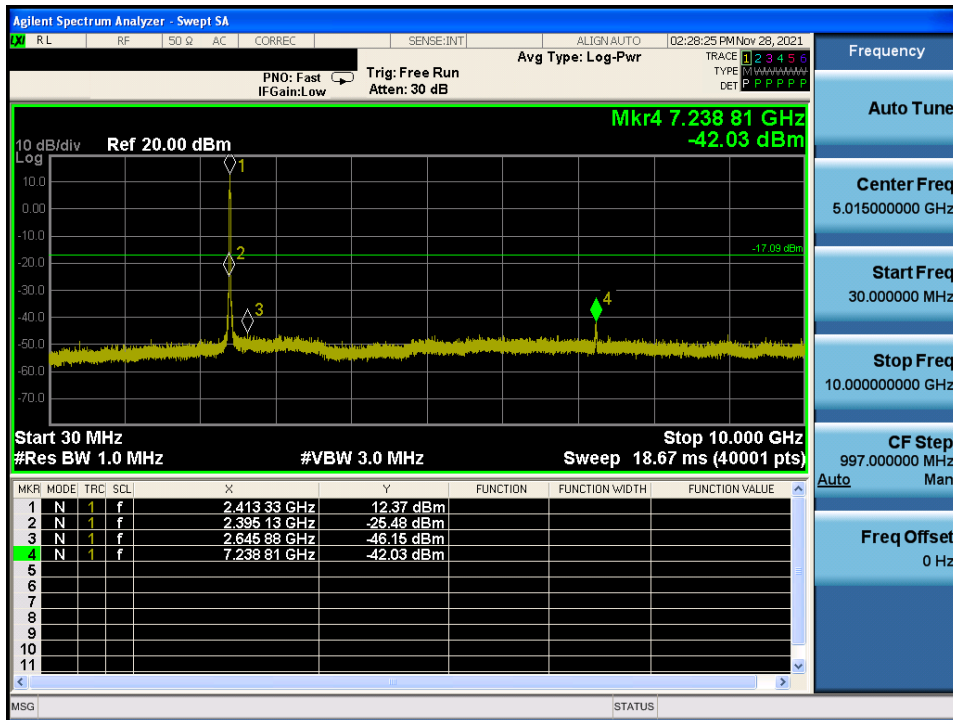 Agilent Spectrum Analyzer - Swept SA
LXI RL RF 50 Ω AC CORREC SENSE:INT ALIGN AUTO 02:28:25 PM Nov 28, 2021
PNO: Fast
IFGain:Low
Trig: Free Run
Atten: 30 dB
Avg Type: Log-Pwr
TRACE 1 2 3 4 5 6
TYPE MWWWWW
DET P P P P P P
Mkr4 7.238 81 GHz
-42.03 dBm
10 dB/div
Log
Ref 20.00 dBm
10.0
0.00
-10.0
-20.0
-30.0
-40.0
-50.0
-60.0
-70.0
1
2
3
4
-17.09 dBm
Start 30 MHz
Stop 10.000 GHz
#Res BW 1.0 MHz
#VBW 3.0 MHz
Sweep 18.67 ms (40001 pts)
MKR MODE TRC SCL X Y FUNCTION FUNCTION WIDTH FUNCTION VALUE
1 N 1 f 2.413 33 GHz 12.37 dBm
2 N 1 f 2.395 13 GHz -25.48 dBm
3 N 1 f 2.645 88 GHz -46.15 dBm
4 N 1 f 7.238 81 GHz -42.03 dBm
5
6
7
8
9
10
11
MSG
STATUS
Frequency
Auto Tune
Center Freq
5.015000000 GHz
Start Freq
30.000000 MHz
Stop Freq
10.000000000 GHz
CF Step
997.000000 MHz
Auto Man
Freq Offset
0 Hz